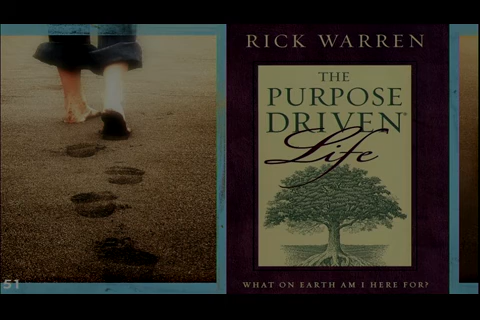 RICK WARREN
THE
PURPOSE
DRIVEN®
Life
WHAT ON EARTH AM I HERE FOR?
51